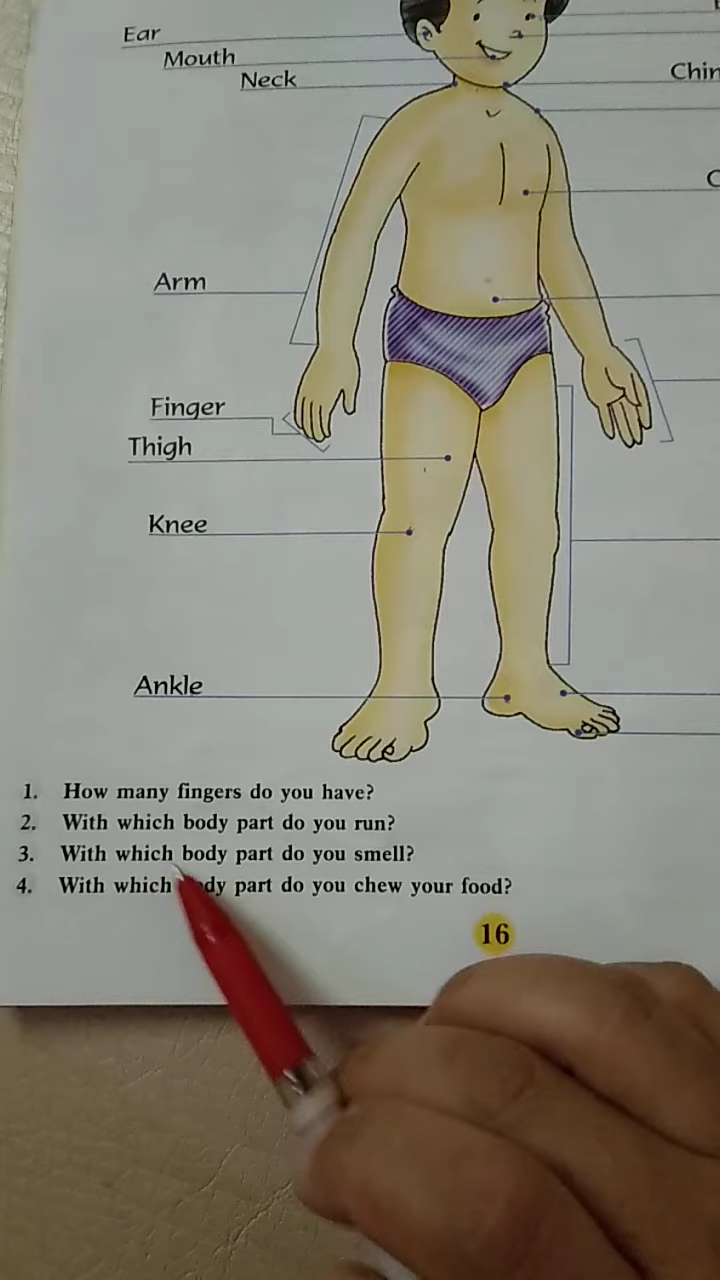 Ear
Mouth
Neck
Chin
Arm
Finger
Thigh
Knee
Ankle
1. How many fingers do you have?
2. With which body part do you run?
3. With which body part do you smell?
4. With which body part do you chew your food?
16